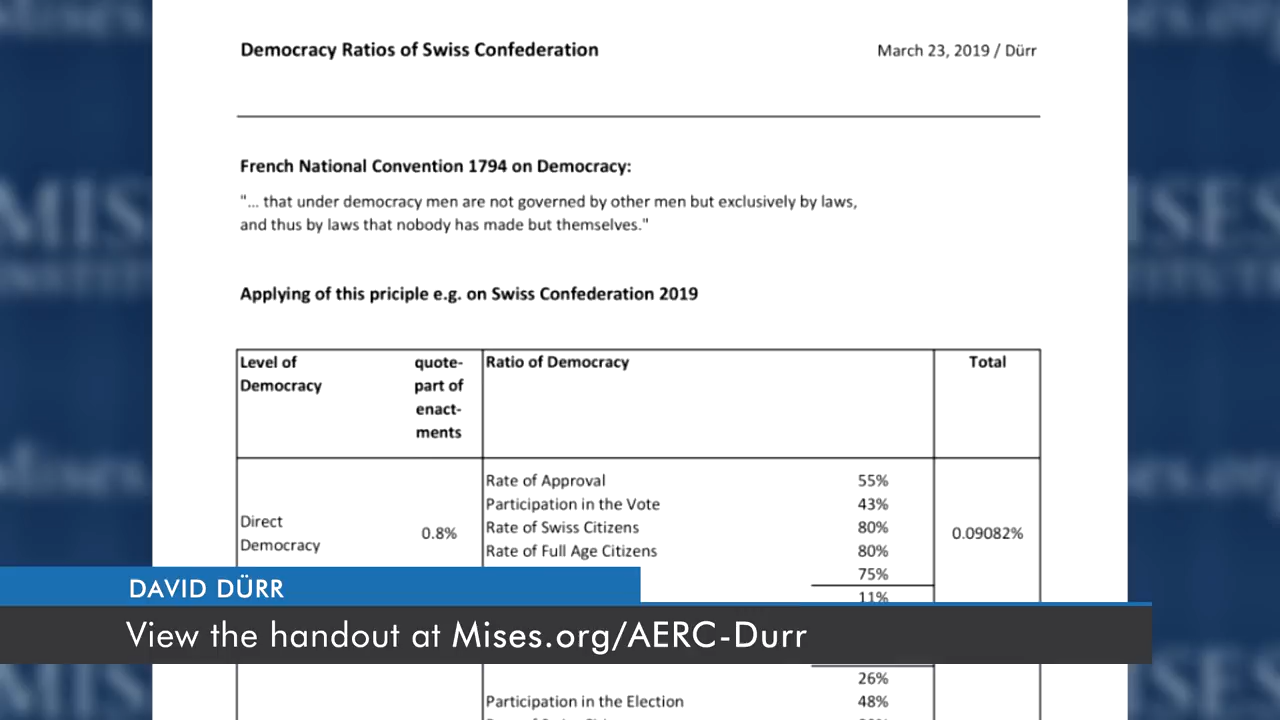 Democracy Ratios of Swiss Confederation
March 23, 2019 / Dürr
French National Convention 1794 on Democracy:
"... that under democracy men are not governed by other men but exclusively by laws,
and thus by laws that nobody has made but themselves."
Applying of this priciple e.g. on Swiss Confederation 2019
Level of Democracy
quote-
part of
enact-
ments
Ratio of Democracy
Total
Direct
Democracy
0.8%
Rate of Approval 55%
Participation in the Vote 43%
Rate of Swiss Citizens 80%
Rate of Full Age Citizens 80%
75%
11%
0.09082%
DAVID DÜRR
View the handout at Mises.org/AERC-Durr
26%
Participation in the Election 48%